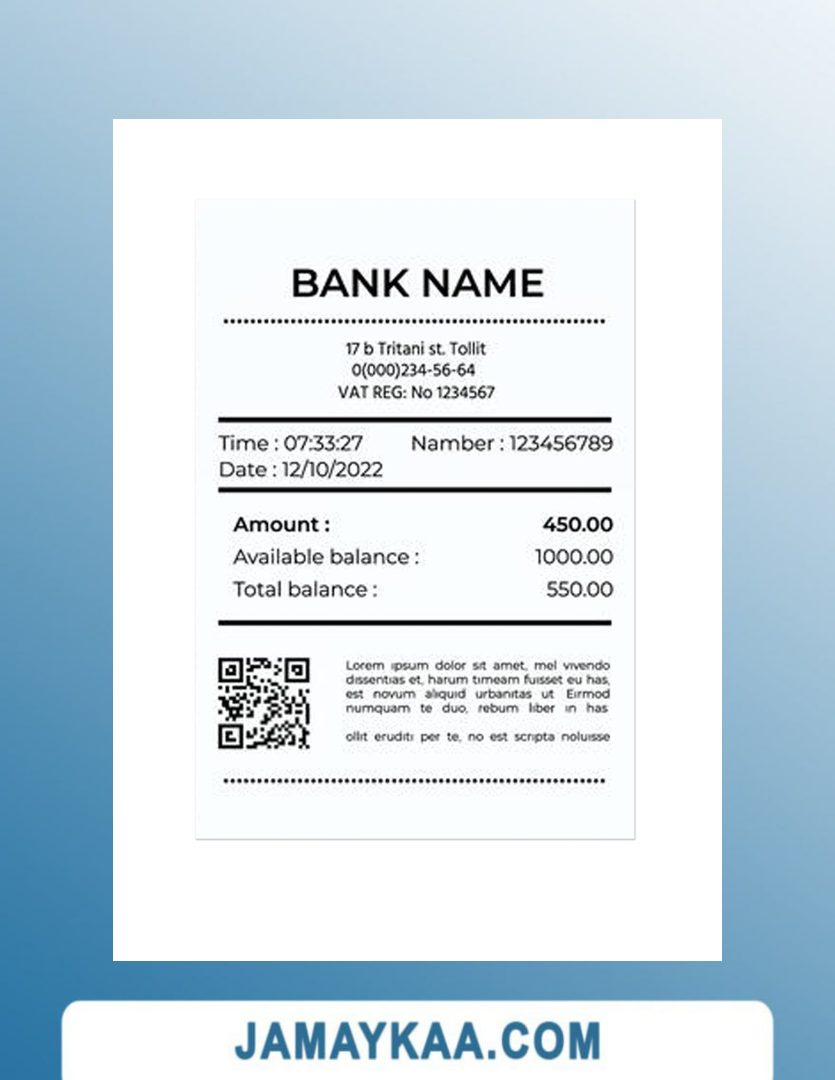 BANK NAME
17 b Tritani st. Tollit
0(000)234-56-64
VAT REG: No 1234567
Time : 07:33:27 Namber : 123456789
Date : 12/10/2022
Amount : 450.00
Available balance : 1000.00
Total balance : 550.00
Lorem ipsum dolor sit amet, mel vivendo
dissentias et, harum timeam fuisset eu has,
est novum aliquid urbanitas ut Eirmod
numquam te duo, rebum liber in has
ollit eruditi per te, no est scripta noluisse
JAMAYKAA.COM